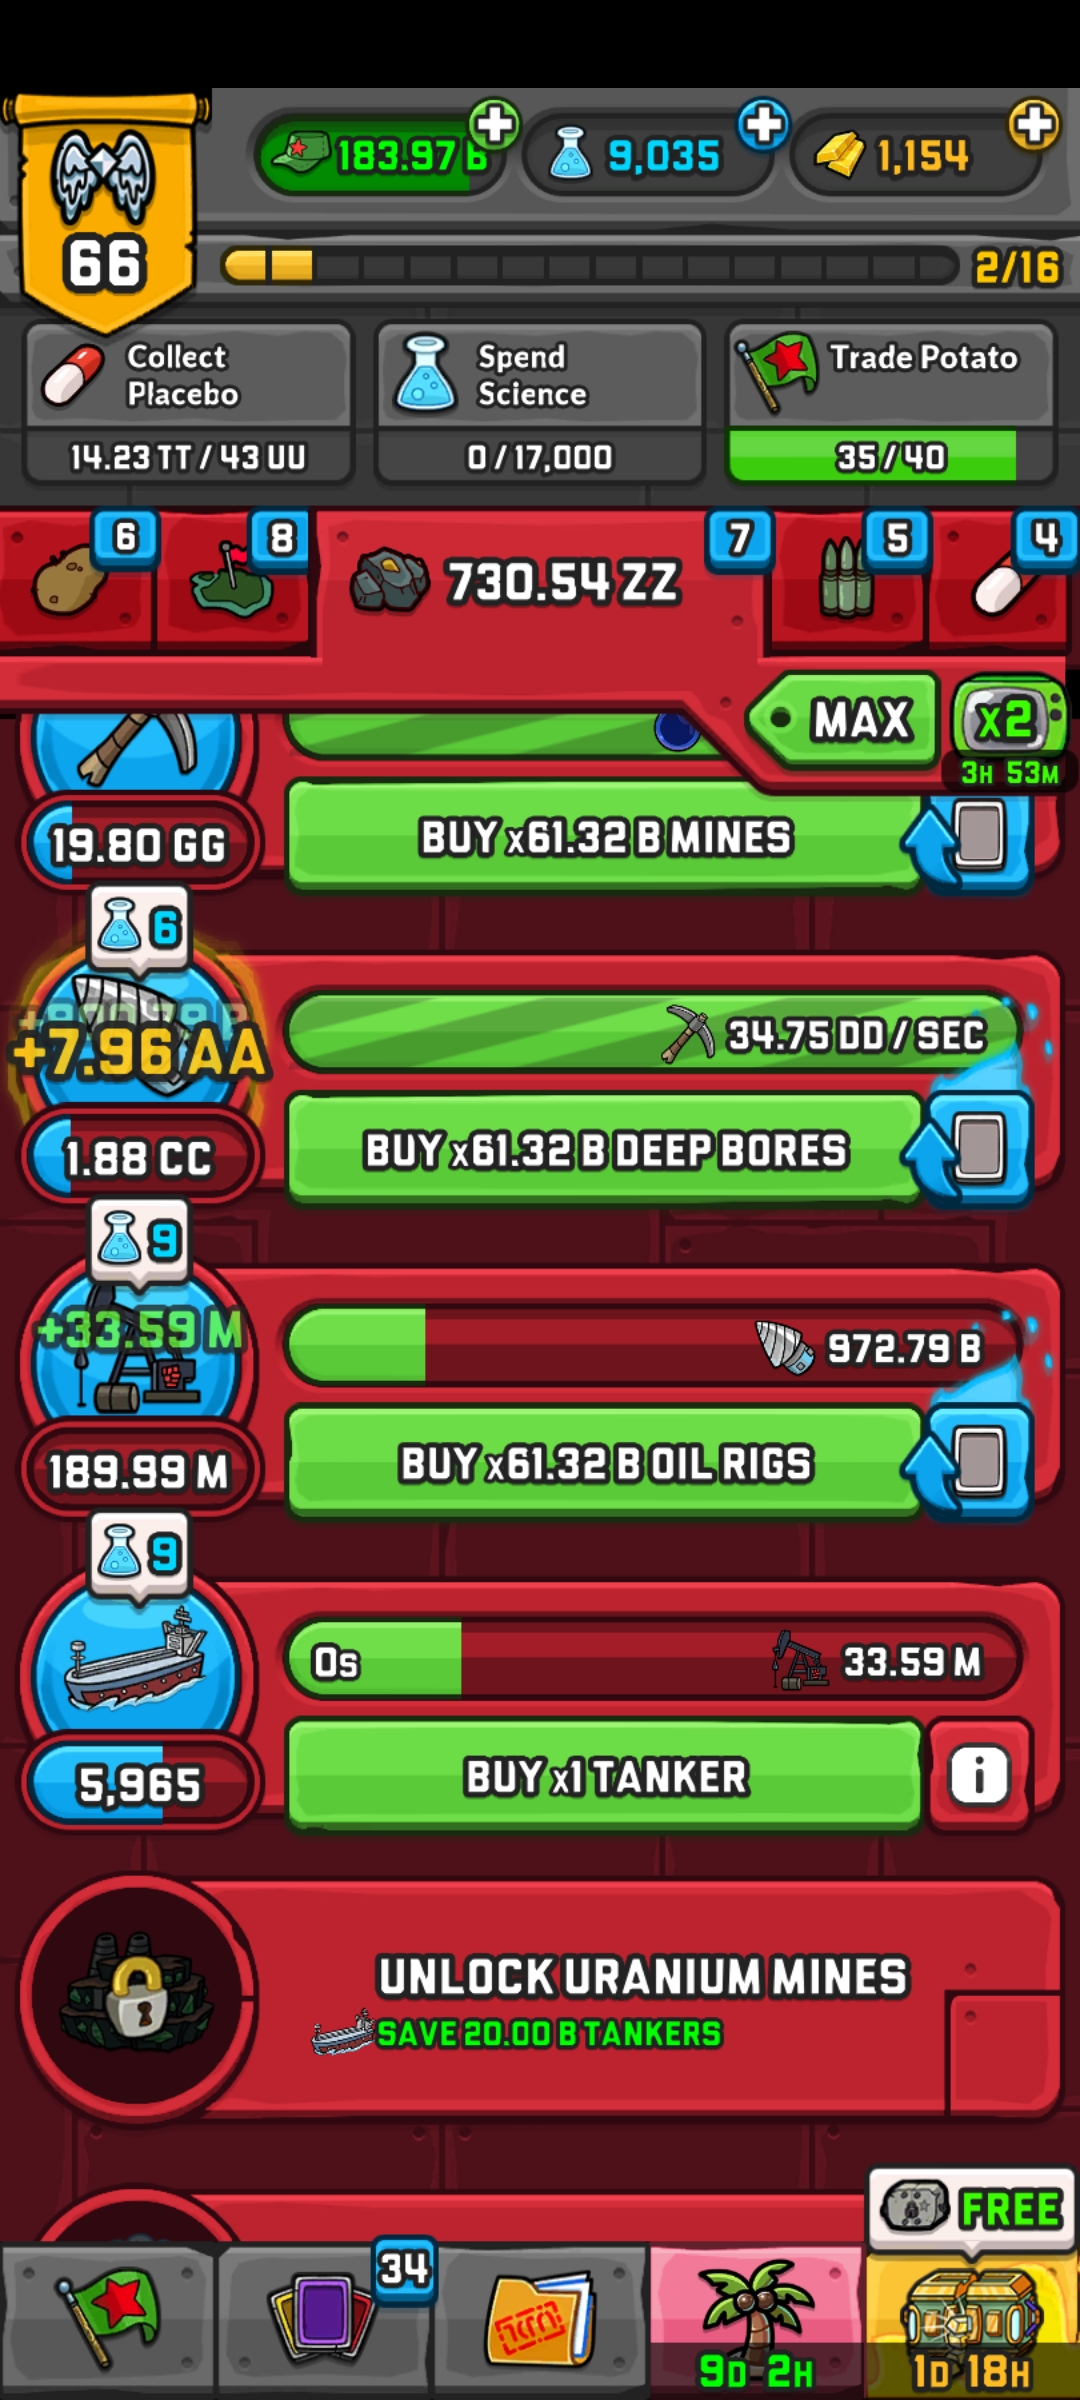 183.97 B
9,035
1,154
66
2/16
Collect
Placebo
Spend
Science
Trade Potato
14.23 TT / 43 UU
0 / 17,000
35 / 40
6
8
730.54 ZZ
7
5
4
MAX
x2
3H 53M
19.80 GG
BUY x61.32 B MINES
6
+7.96 AA
34.75 DD / SEC
1.88 CC
BUY x61.32 B DEEP BORES
9
+33.59 M
972.79 B
189.99 M
BUY x61.32 B OIL RIGS
9
0s
33.59 M
5,965
BUY x1 TANKER
i
UNLOCK URANIUM MINES
SAVE 20.00 B TANKERS
FREE
34
9D 2H
1D 18H